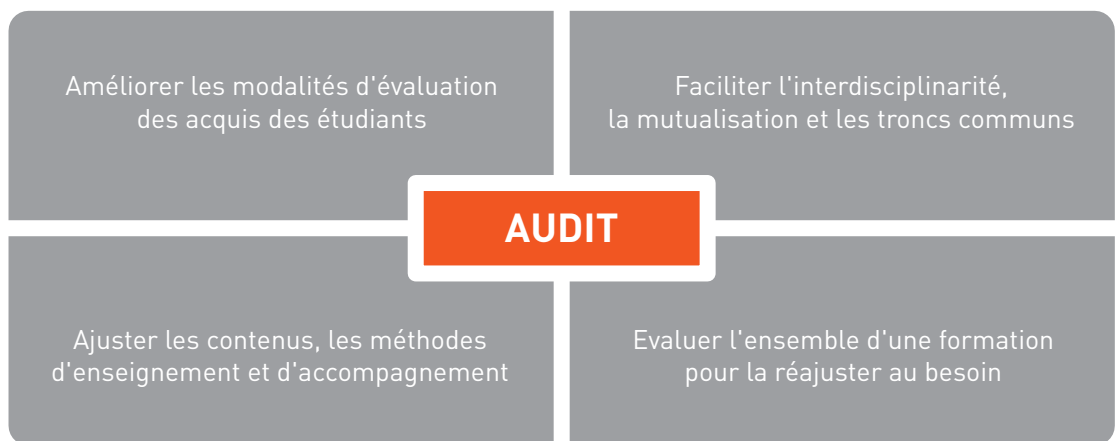 Améliorer les modalités d'évaluation
des acquis des étudiants
Faciliter l'interdisciplinarité,
la mutualisation et les troncs communs
AUDIT
Ajuster les contenus, les méthodes
d'enseignement et d'accompagnement
Evaluer l'ensemble d'une formation
pour la réajuster au besoin